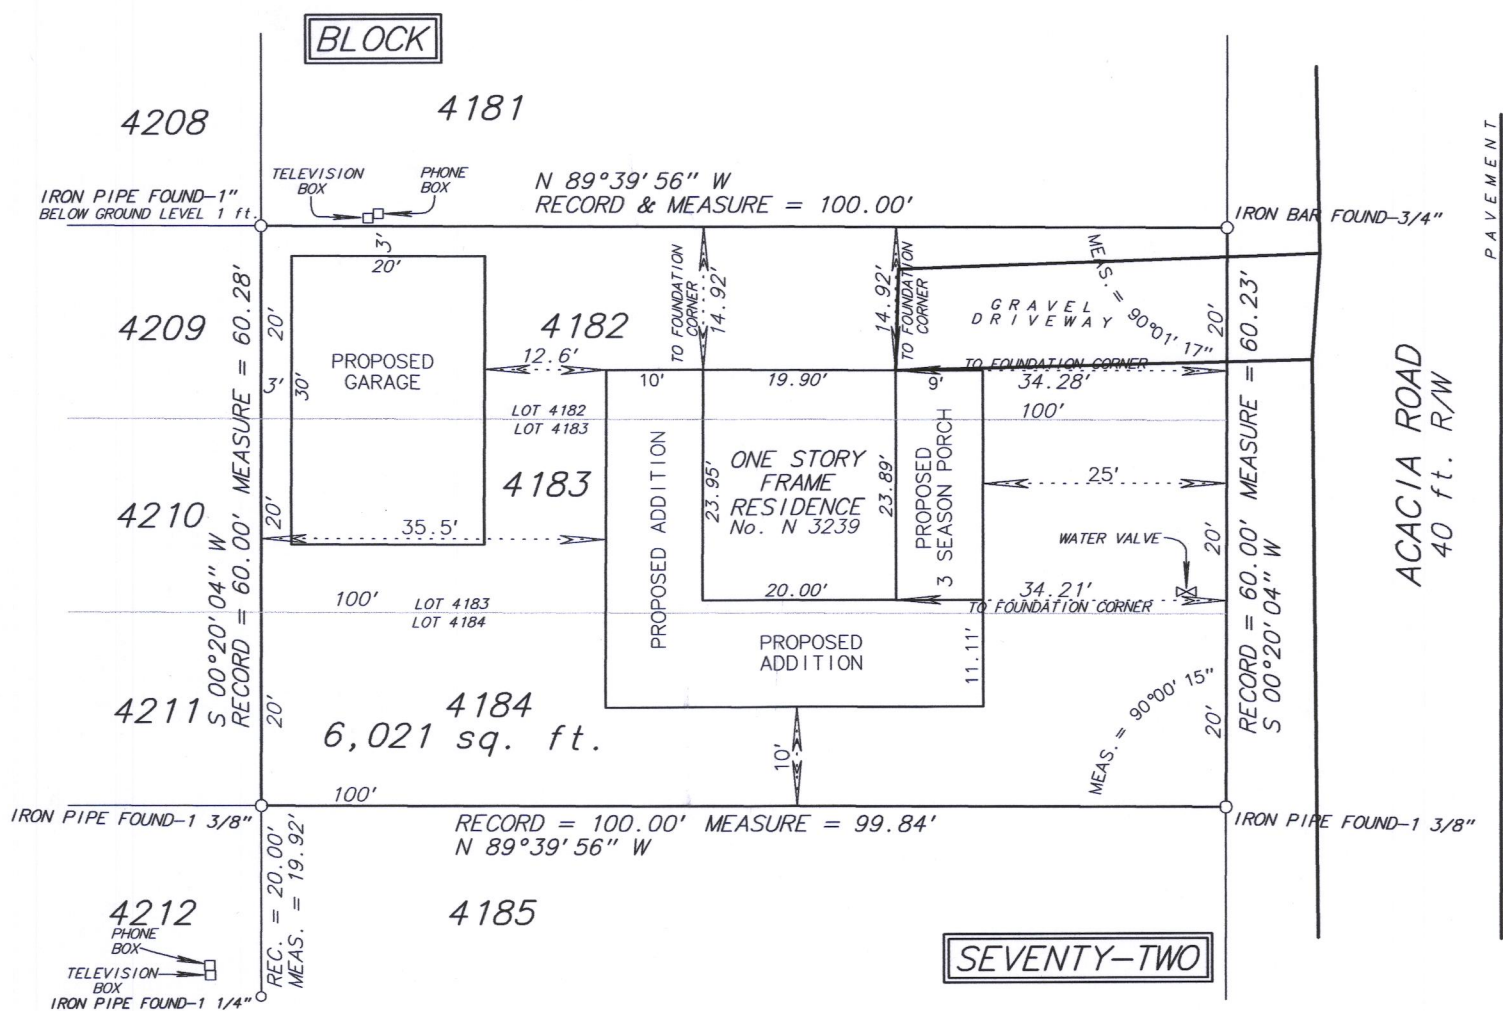 BLOCK
4208
4181
TELEVISION
BOX
PHONE
BOX
N 89°39'56" W
RECORD & MEASURE = 100.00'
IRON PIPE FOUND-1"
BELOW GROUND LEVEL 1 ft.
IRON BAR FOUND-3/4"
PAVEMENT
3'
20'
TO FOUNDATION
CORNER
14.92'
14.92'
TO FOUNDATION
CORNER
MEAS. = 90°01'17"
GRAVEL
DRIVEWAY
20'
RECORD = 60.00' MEASURE = 60.23'
S 00°20'04" W
4209
20'
RECORD = 60.00' MEASURE = 60.28'
S 00°20'04" W
PROPOSED
GARAGE
30'
3'
4182
12.6'
10'
19.90'
9'
TO FOUNDATION CORNER
34.28'
LOT 4182
LOT 4183
100'
ACACIA ROAD
40 ft. R/W
4210
20'
4183
35.5'
PROPOSED ADDITION
23.95'
ONE STORY
FRAME
RESIDENCE
No. N 3239
23.89'
PROPOSED
3 SEASON PORCH
25'
20'
WATER VALVE
20.00'
34.21'
TO FOUNDATION CORNER
100'
LOT 4183
LOT 4184
PROPOSED
ADDITION
11.11'
4211
20'
4184
6,021 sq. ft.
10'
MEAS. = 90°00'15"
20'
100'
IRON PIPE FOUND-1 3/8"
RECORD = 100.00' MEASURE = 99.84'
N 89°39'56" W
IRON PIPE FOUND-1 3/8"
REC. = 20.00'
MEAS. = 19.92'
4212
4185
PHONE
BOX
TELEVISION
BOX
IRON PIPE FOUND-1 1/4"
SEVENTY-TWO